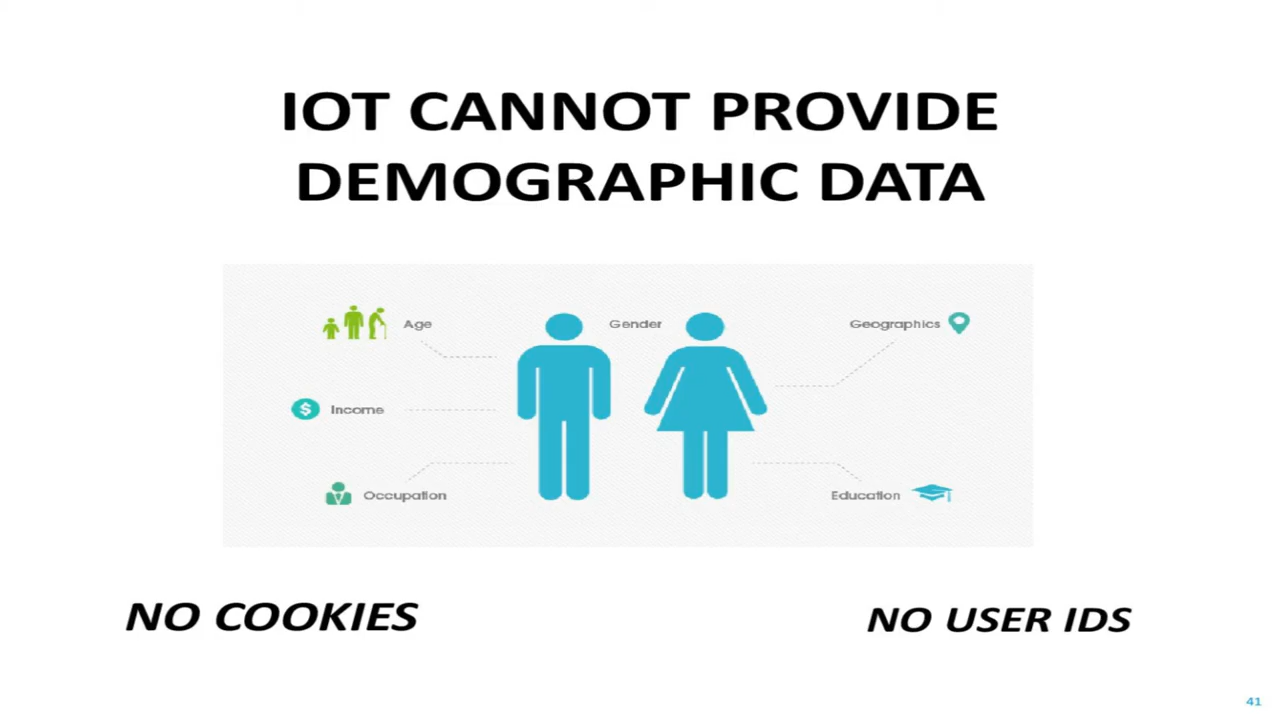 IOT CANNOT PROVIDE
DEMOGRAPHIC DATA
Age
Gender
Geographics
$
Income
Occupation
Education
NO COOKIES
NO USER IDS
41